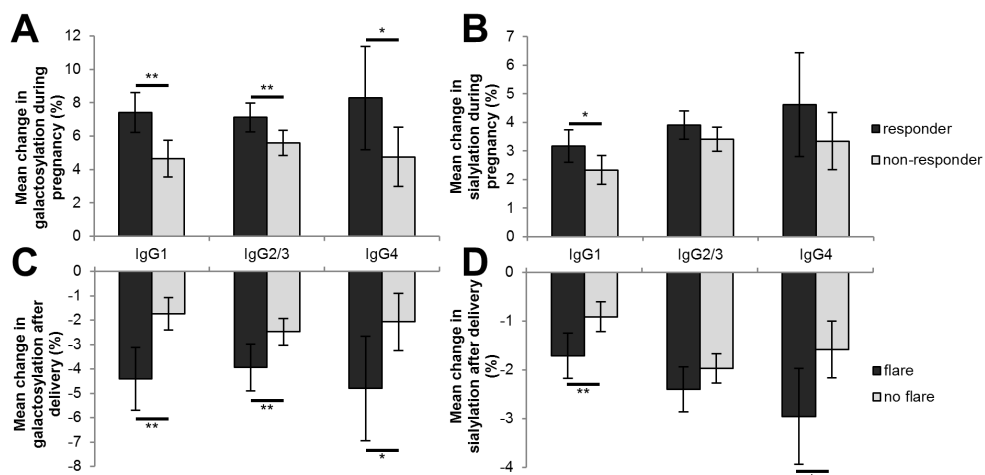 A
Mean change in
galactosylation during
pregnancy (%)
14
12
10
8
6
4
2
0
**
**
*
IgG1
IgG2/3
IgG4
B
Mean change in
sialylation during
pregnancy (%)
7
6
5
4
3
2
1
0
*
IgG1
IgG2/3
IgG4
responder
non-responder
C
Mean change in
galactosylation after
delivery (%)
0
-1
-2
-3
-4
-5
-6
-7
-8
**
**
*
D
Mean change in
sialylation after delivery
(%)
0
-1
-2
-3
-4
**
flare
no flare